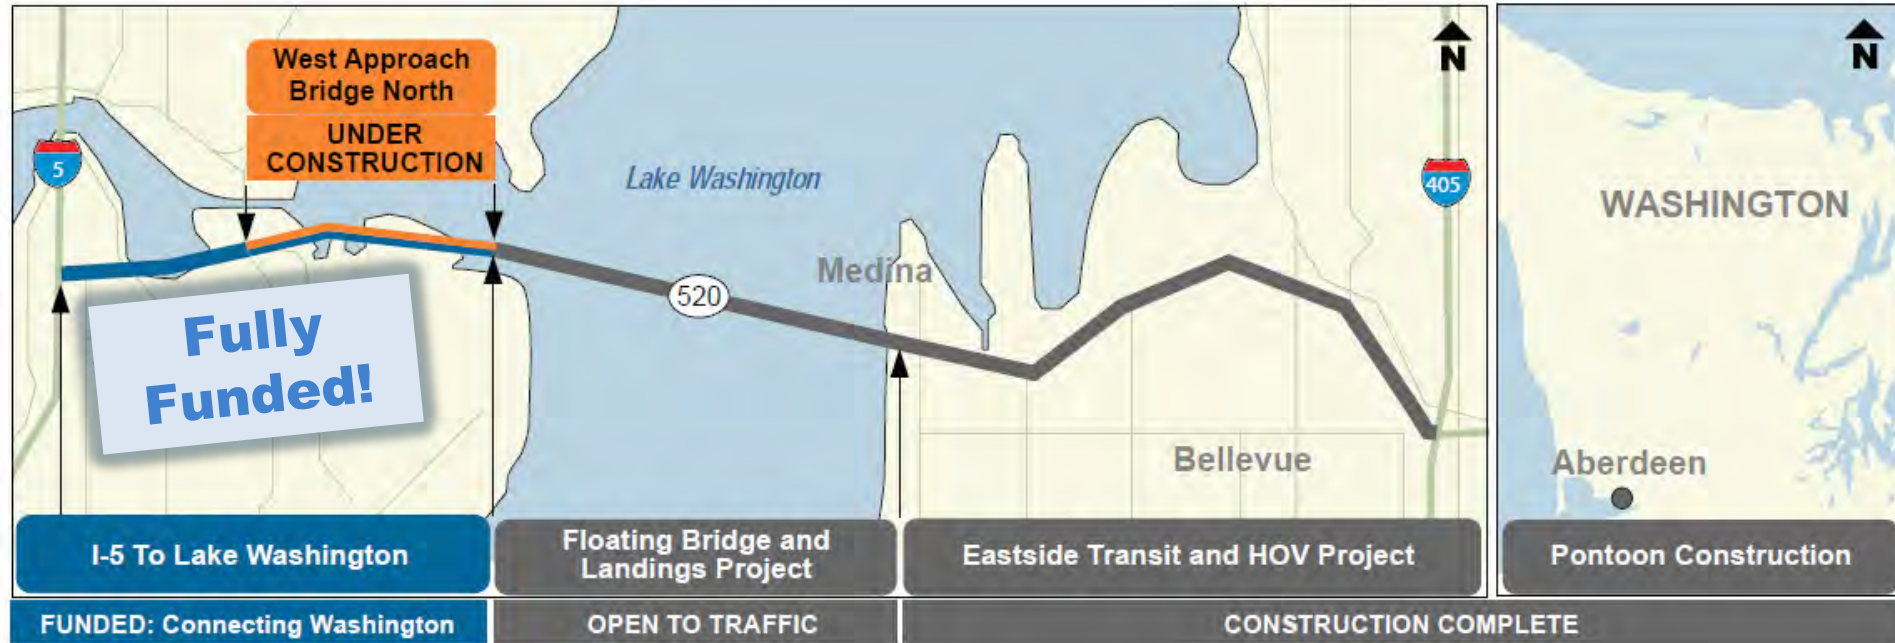 West Approach
Bridge North
UNDER
CONSTRUCTION
N
N
5
Lake Washington
405
WASHINGTON
Medina
520
Fully
Funded!
Bellevue
Aberdeen
I-5 To Lake Washington
Floating Bridge and
Landings Project
Eastside Transit and HOV Project
Pontoon Construction
FUNDED: Connecting Washington
OPEN TO TRAFFIC
CONSTRUCTION COMPLETE